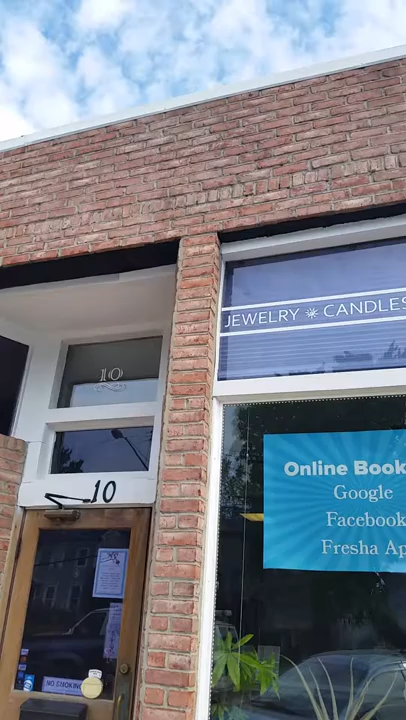 JEWELRY ☀ CANDLES
10
10
Online Book
Google
Facebook
Fresha Ap
NO SMOKING